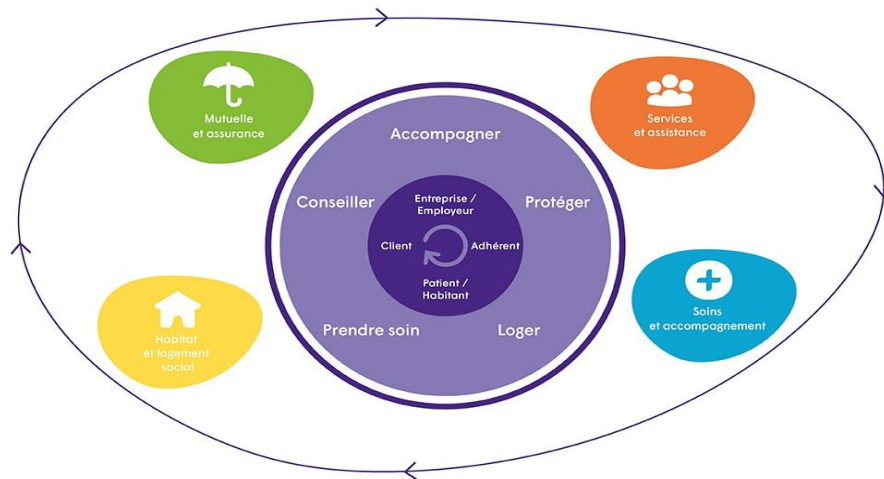 Mutuelle
et assurance
Services
et assistance
Accompagner
Conseiller
Protéger
Entreprise /
Employeur
Client
Adhérent
Patient /
Habitant
Prendre soin
Loger
Habitat
et logement
social
Soins
et accompagnement